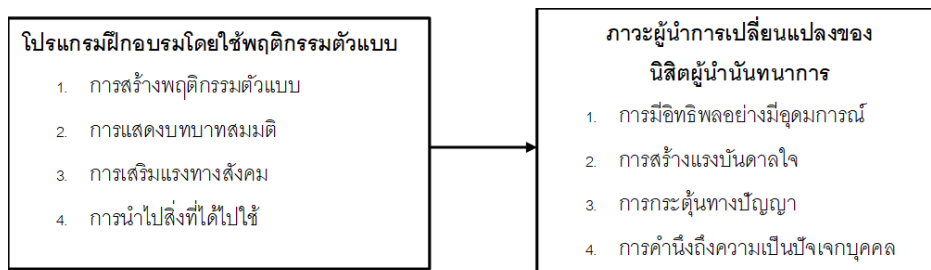 โปรแกรมฝึกอบรมโดยใช้พฤติกรรมตัวแบบ
1. การสร้างพฤติกรรมตัวแบบ
2. การแสดงบทบาทสมมติ
3. การเสริมแรงทางสังคม
4. การนำไปสิ่งที่ได้ไปใช้
ภาวะผู้นำการเปลี่ยนแปลงของ
นิสิตผู้นำนันทนาการ
1. การมีอิทธิพลอย่างมีอุดมการณ์
2. การสร้างแรงบันดาลใจ
3. การกระตุ้นทางปัญญา
4. การคำนึงถึงความเป็นปัจเจกบุคคล